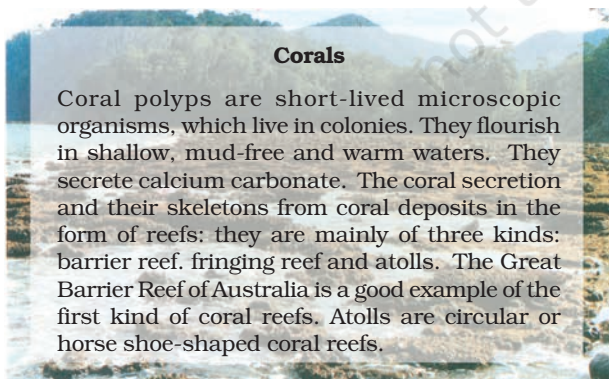 not
Corals
Coral polyps are short-lived microscopic
organisms, which live in colonies. They flourish
in shallow, mud-free and warm waters. They
secrete calcium carbonate. The coral secretion
and their skeletons from coral deposits in the
form of reefs: they are mainly of three kinds:
barrier reef. fringing reef and atolls. The Great
Barrier Reef of Australia is a good example of the
first kind of coral reefs. Atolls are circular or
horse shoe-shaped coral reefs.